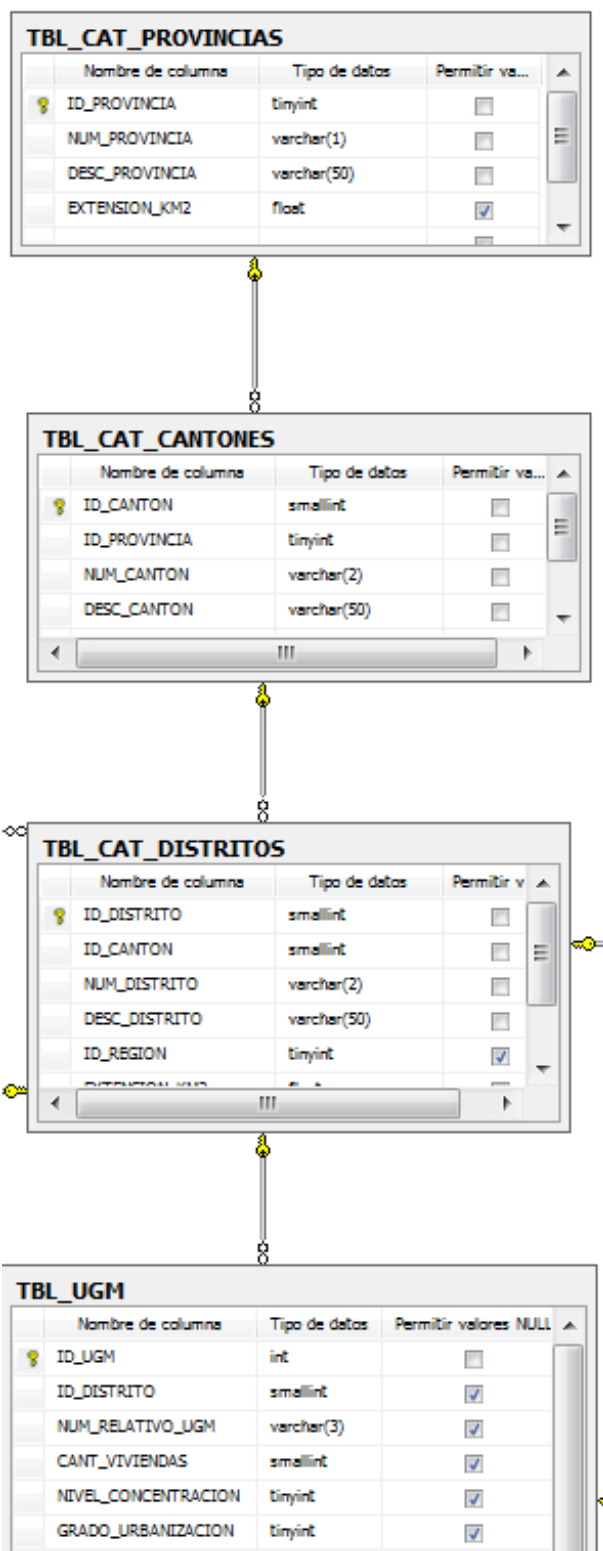 TBL_CAT_PROVINCIAS
Nombre de columna Tipo de datos Permitir va...
ID_PROVINCIA tinyint
NUM_PROVINCIA varchar(1)
DESC_PROVINCIA varchar(50)
EXTENSION_KM2 float
TBL_CAT_CANTONES
Nombre de columna Tipo de datos Permitir va...
ID_CANTON smallint
ID_PROVINCIA tinyint
NUM_CANTON varchar(2)
DESC_CANTON varchar(50)
TBL_CAT_DISTRITOS
Nombre de columna Tipo de datos Permitir v
ID_DISTRITO smallint
ID_CANTON smallint
NUM_DISTRITO varchar(2)
DESC_DISTRITO varchar(50)
ID_REGION tinyint
TBL_UGM
Nombre de columna Tipo de datos Permitir valores NULL
ID_UGM int
ID_DISTRITO smallint
NUM_RELATIVO_UGM varchar(3)
CANT_VIVIENDAS smallint
NIVEL_CONCENTRACION tinyint
GRADO_URBANIZACION tinyint